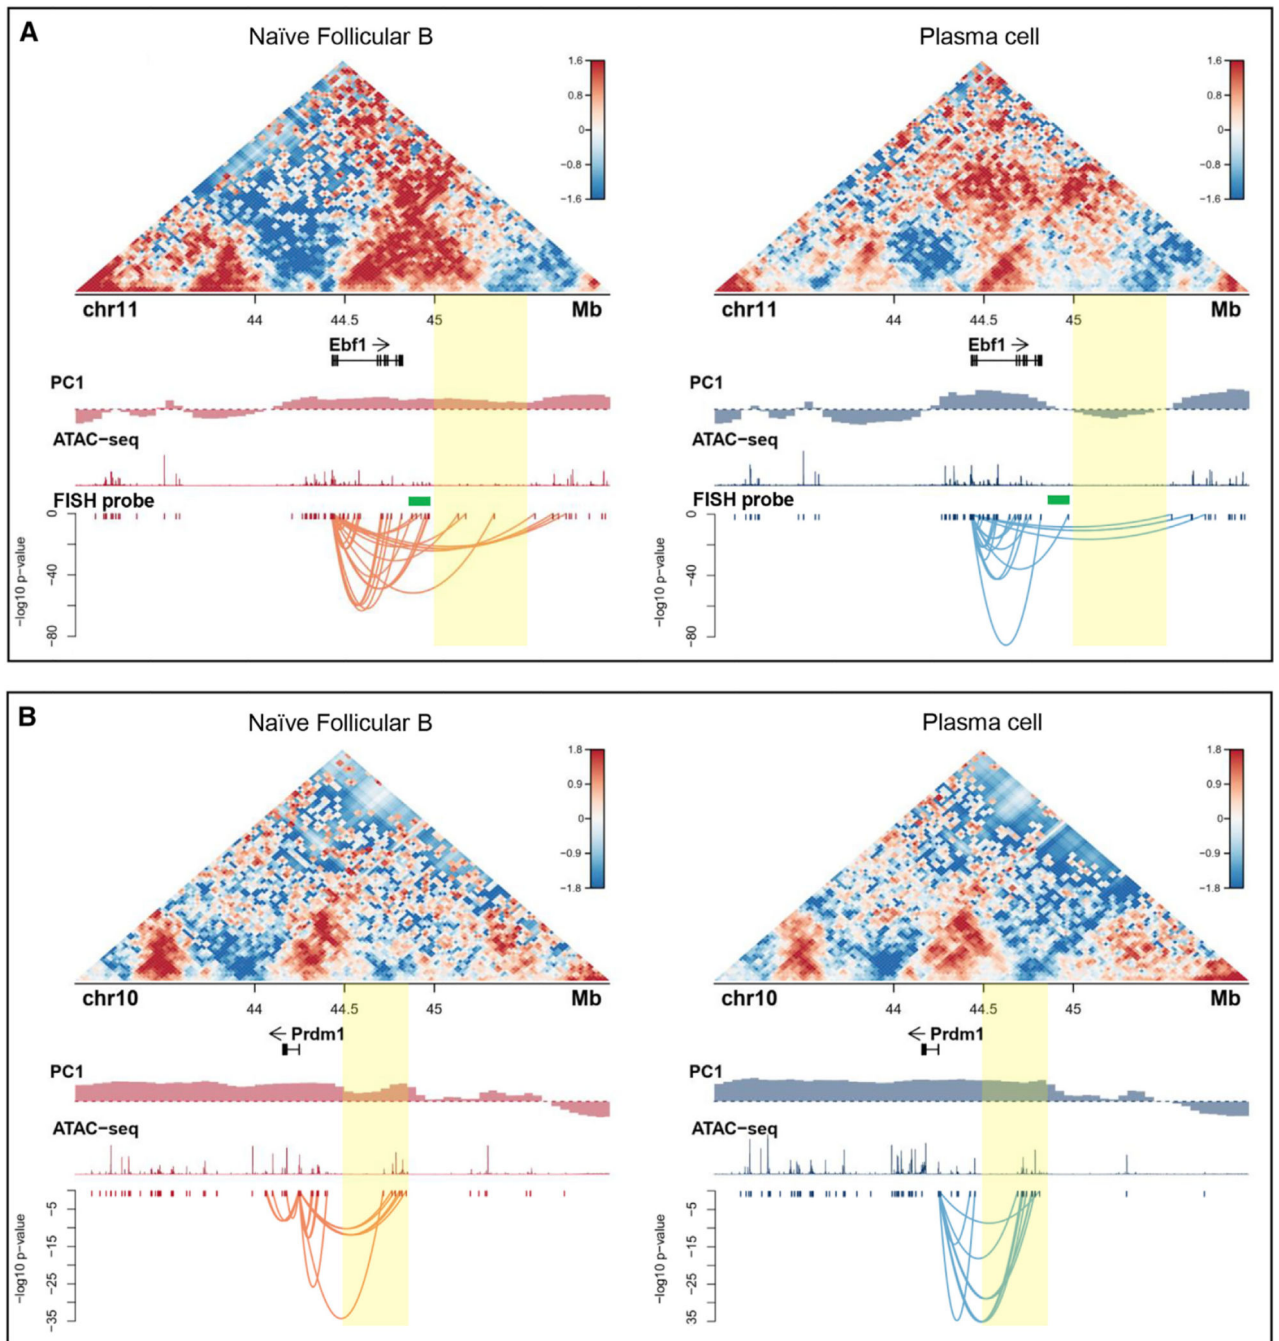 A
Naïve Follicular B
Plasma cell
1.6
0.8
0
−0.8
−1.6
1.6
0.8
0
−0.8
−1.6
chr11
44
44.5
45
Mb
chr11
44
44.5
45
Mb
Ebf1
Ebf1
PC1
PC1
ATAC−seq
ATAC−seq
FISH probe
FISH probe
−log10 p−value
0
−40
−80
−log10 p−value
0
−40
−80
B
Naïve Follicular B
Plasma cell
1.8
0.9
0
−0.9
−1.8
1.8
0.9
0
−0.9
−1.8
chr10
44
44.5
45
Mb
chr10
44
44.5
45
Mb
Prdm1
Prdm1
PC1
PC1
ATAC−seq
ATAC−seq
−log10 p−value
−5
−15
−25
−35
−log10 p−value
−5
−15
−25
35